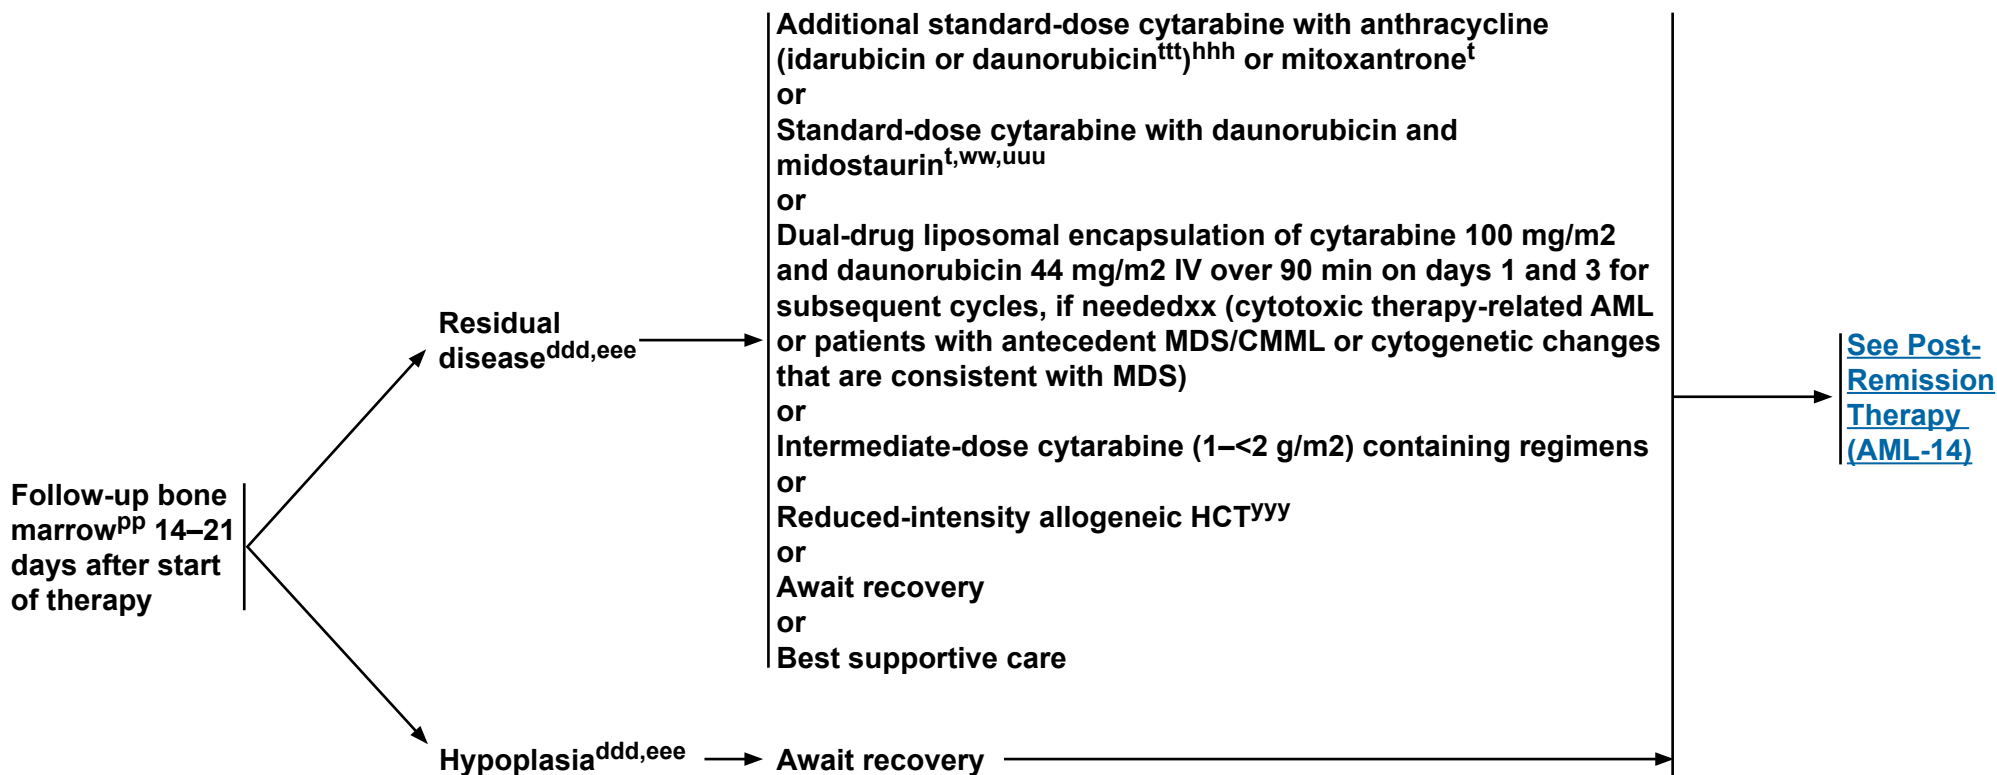 Follow-up bone
marrowpp 14–21
days after start
of therapy
Residual
diseaseddd,eee
Additional standard-dose cytarabine with anthracycline
(idarubicin or daunorubicinttt)hhh or mitoxantronet
or
Standard-dose cytarabine with daunorubicin and
midostaurint,ww,uuu
or
Dual-drug liposomal encapsulation of cytarabine 100 mg/m2
and daunorubicin 44 mg/m2 IV over 90 min on days 1 and 3 for
subsequent cycles, if neededxx (cytotoxic therapy-related AML
or patients with antecedent MDS/CMML or cytogenetic changes
that are consistent with MDS)
or
Intermediate-dose cytarabine (1–<2 g/m2) containing regimens
or
Reduced-intensity allogeneic HCTyyy
or
Await recovery
or
Best supportive care
Hypoplasiaddd,eee
Await recovery
See Post-
Remission
Therapy
(AML-14)